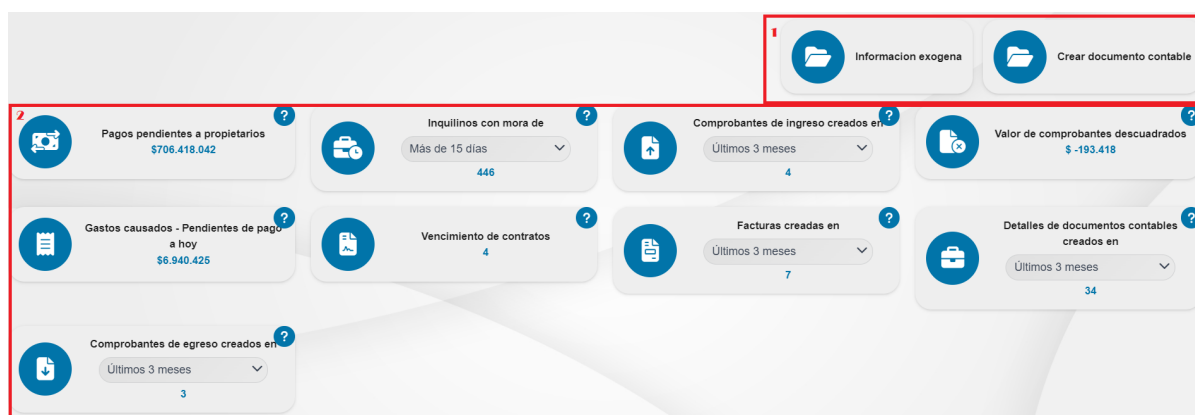 1
Informacion exogena
Crear documento contable
2
Pagos pendientes a propietarios
$706.418.042
?
Inquilinos con mora de
Más de 15 días
446
?
Comprobantes de ingreso creados en
Últimos 3 meses
4
?
Valor de comprobantes descuadrados
$ -193.418
?
Gastos causados - Pendientes de pago
a hoy
$6.940.425
?
Vencimiento de contratos
4
?
Facturas creadas en
Últimos 3 meses
7
?
Detalles de documentos contables
creados en
Últimos 3 meses
34
?
Comprobantes de egreso creados en
Últimos 3 meses
3
?